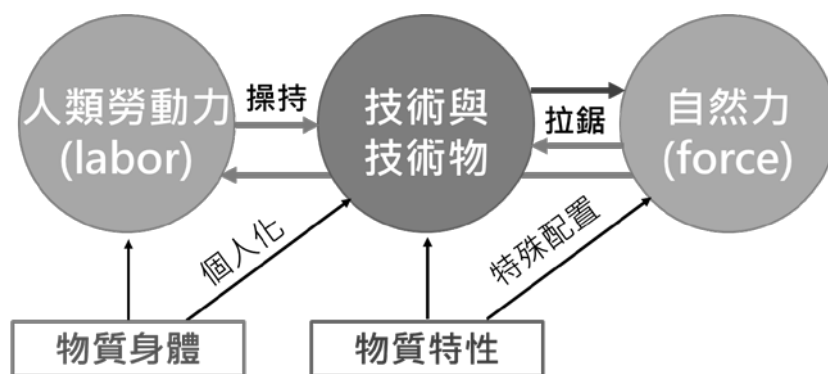 人類勞動力
(labor)
操持
技術與
技術物
拉鋸
自然力
(force)
個人化
特殊配置
物質身體
物質特性